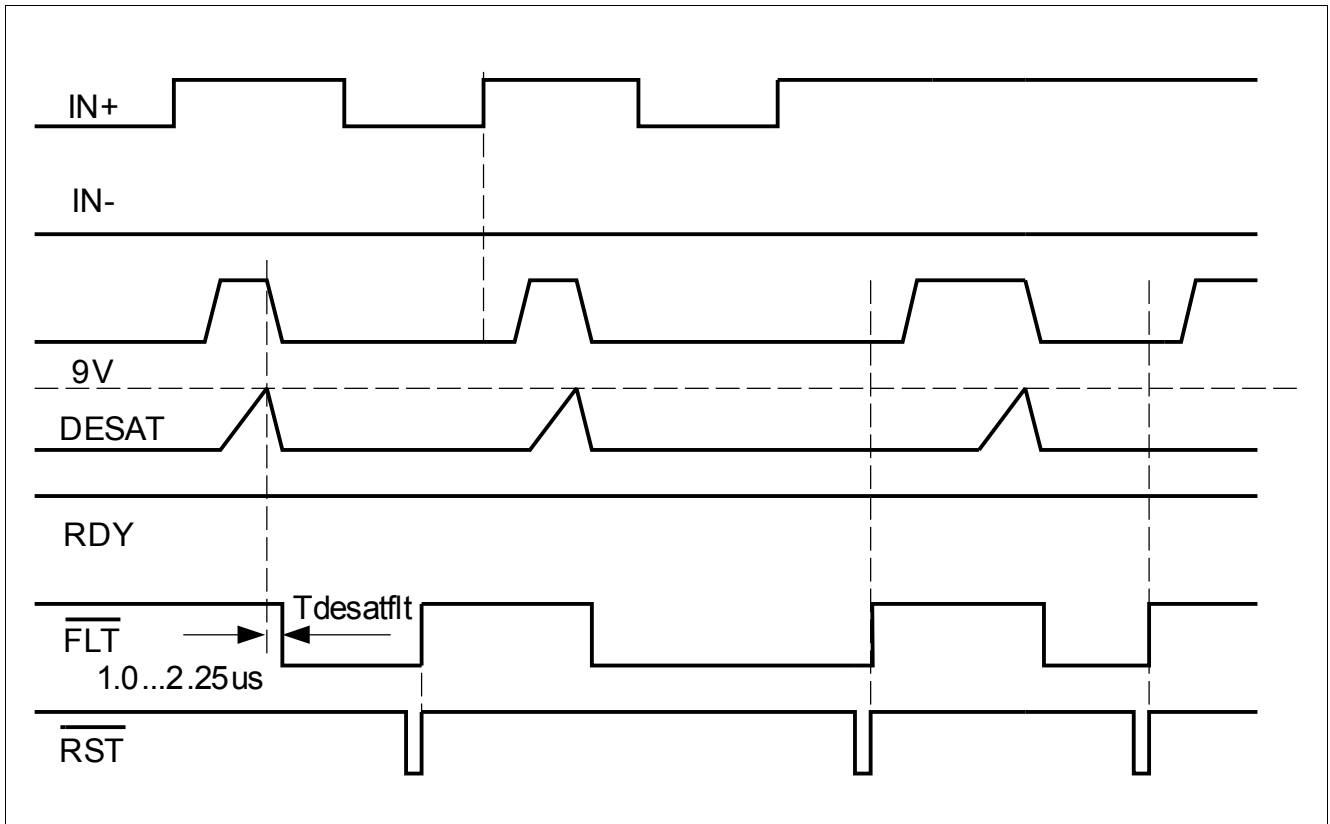 IN+
IN-
9V
DESAT
RDY
Tdesatflt
FLT
1.0...2.25us
RST